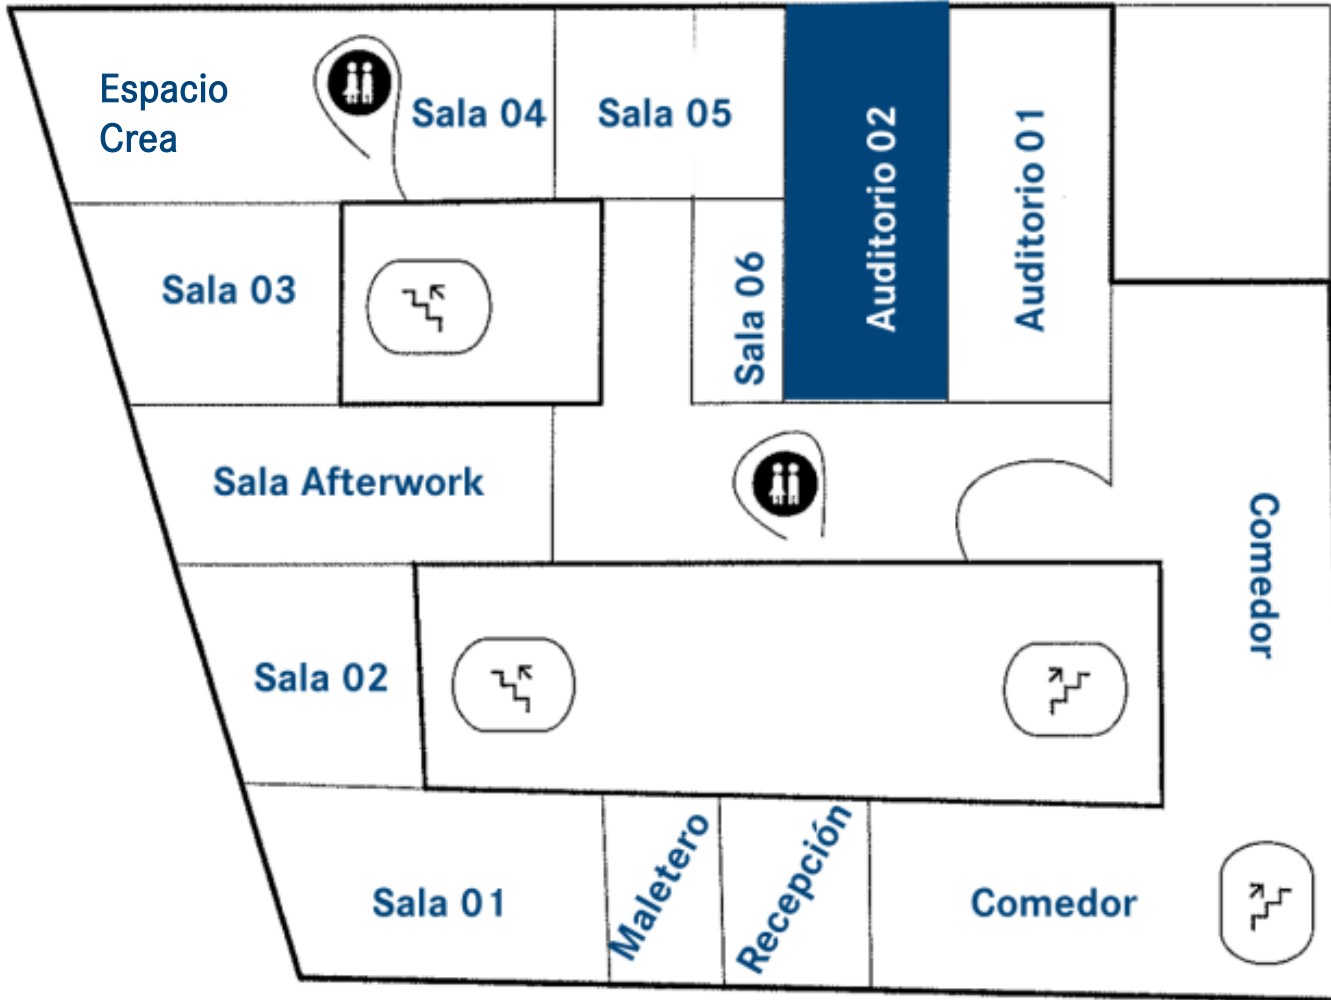 Espacio
Crea
Sala 04
Sala 05
Auditorio 02
Auditorio 01
Sala 03
Sala 06
Sala Afterwork
Comedor
Sala 02
Sala 01
Maletero
Recepción
Comedor